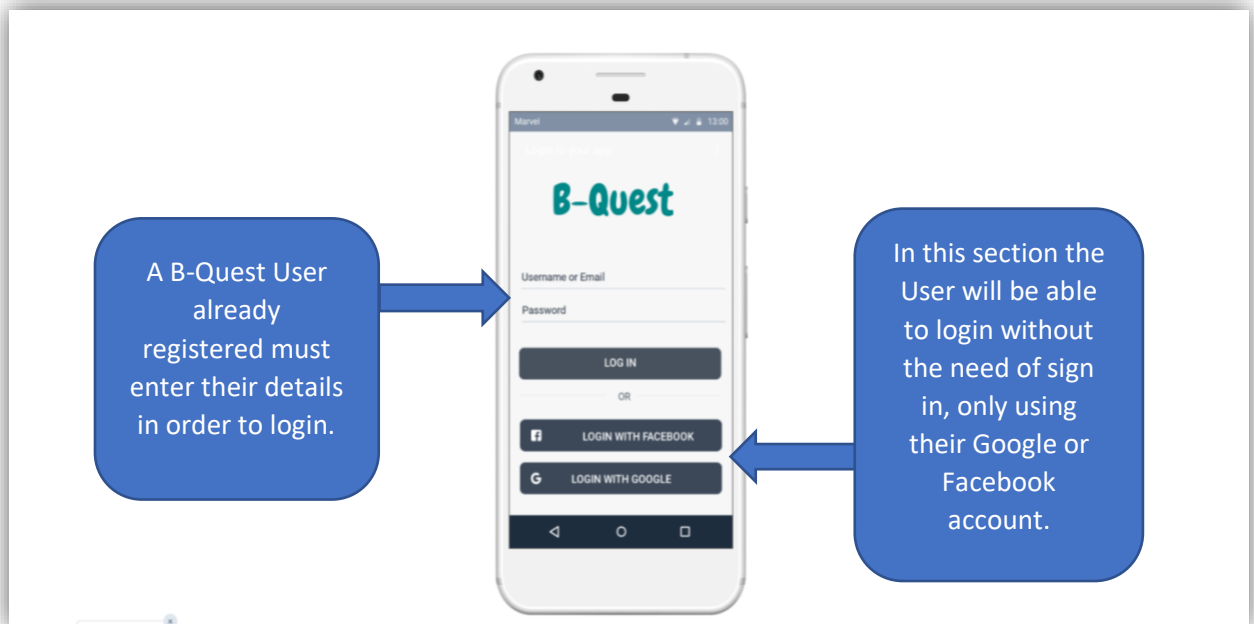 A B-Quest User
already
registered must
enter their details
in order to login.
Marvel
13:00
B-Quest
Username or Email
Password
LOG IN
OR
LOGIN WITH FACEBOOK
G LOGIN WITH GOOGLE
In this section the
User will be able
to login without
the need of sign
in, only using
their Google or
Facebook
account.